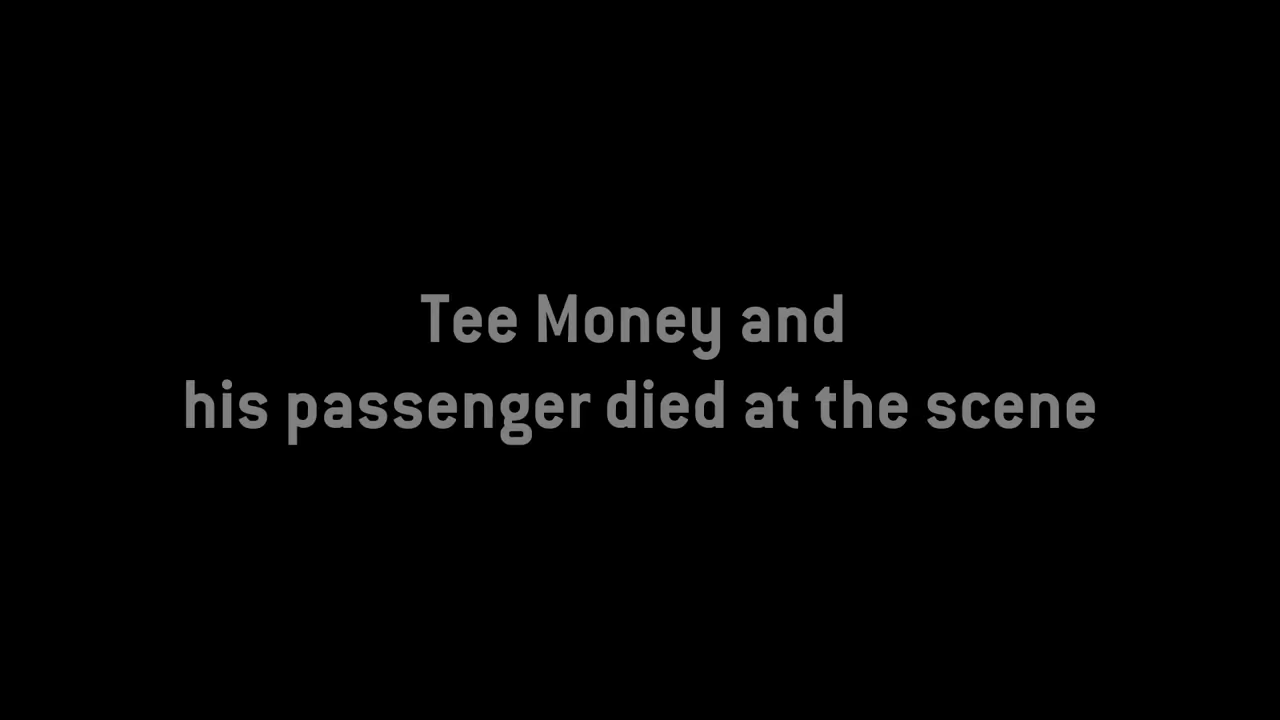 Tee Money and
his passenger died at the scene